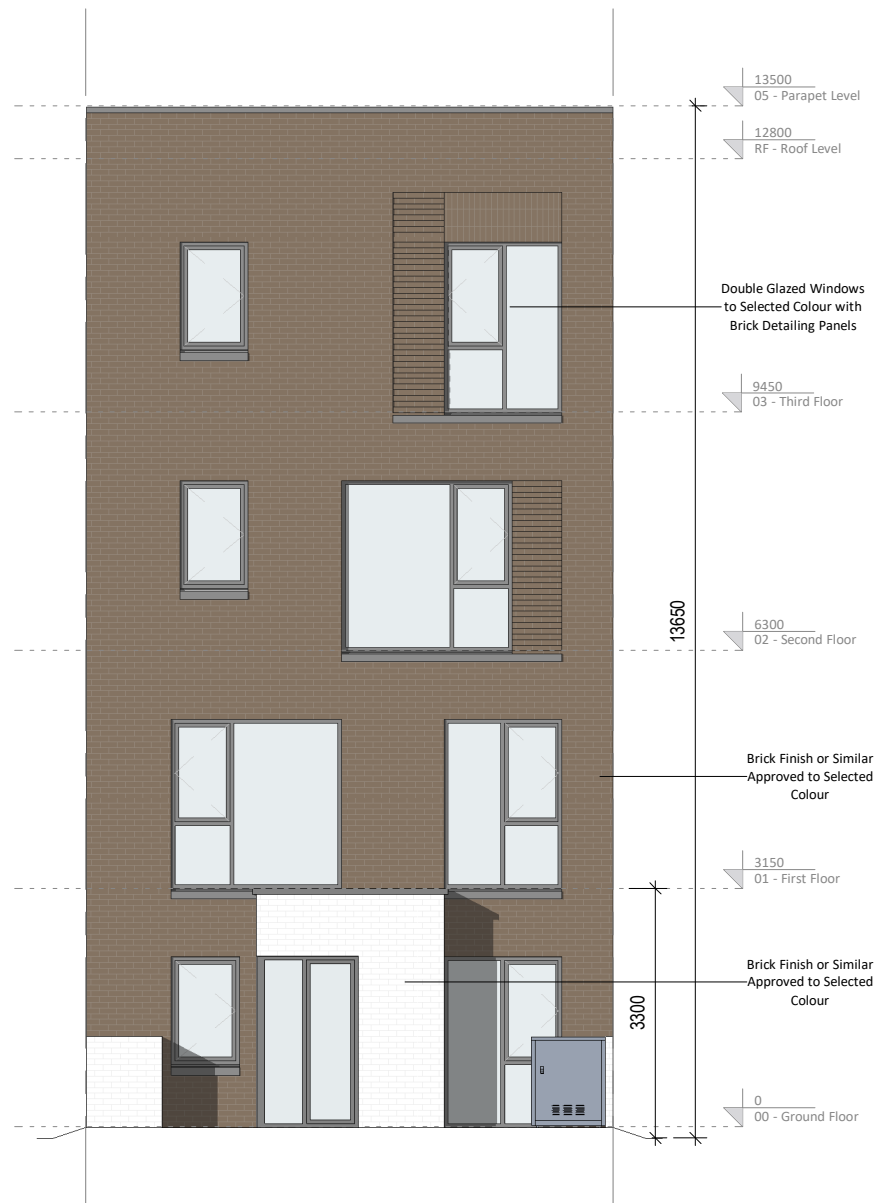 13500
05 - Parapet Level
12800
RF - Roof Level
Double Glazed Windows
to Selected Colour with
Brick Detailing Panels
9450
03 - Third Floor
13650
6300
02 - Second Floor
Brick Finish or Similar
Approved to Selected
Colour
3150
01 - First Floor
Brick Finish or Similar
Approved to Selected
Colour
3300
0
00 - Ground Floor